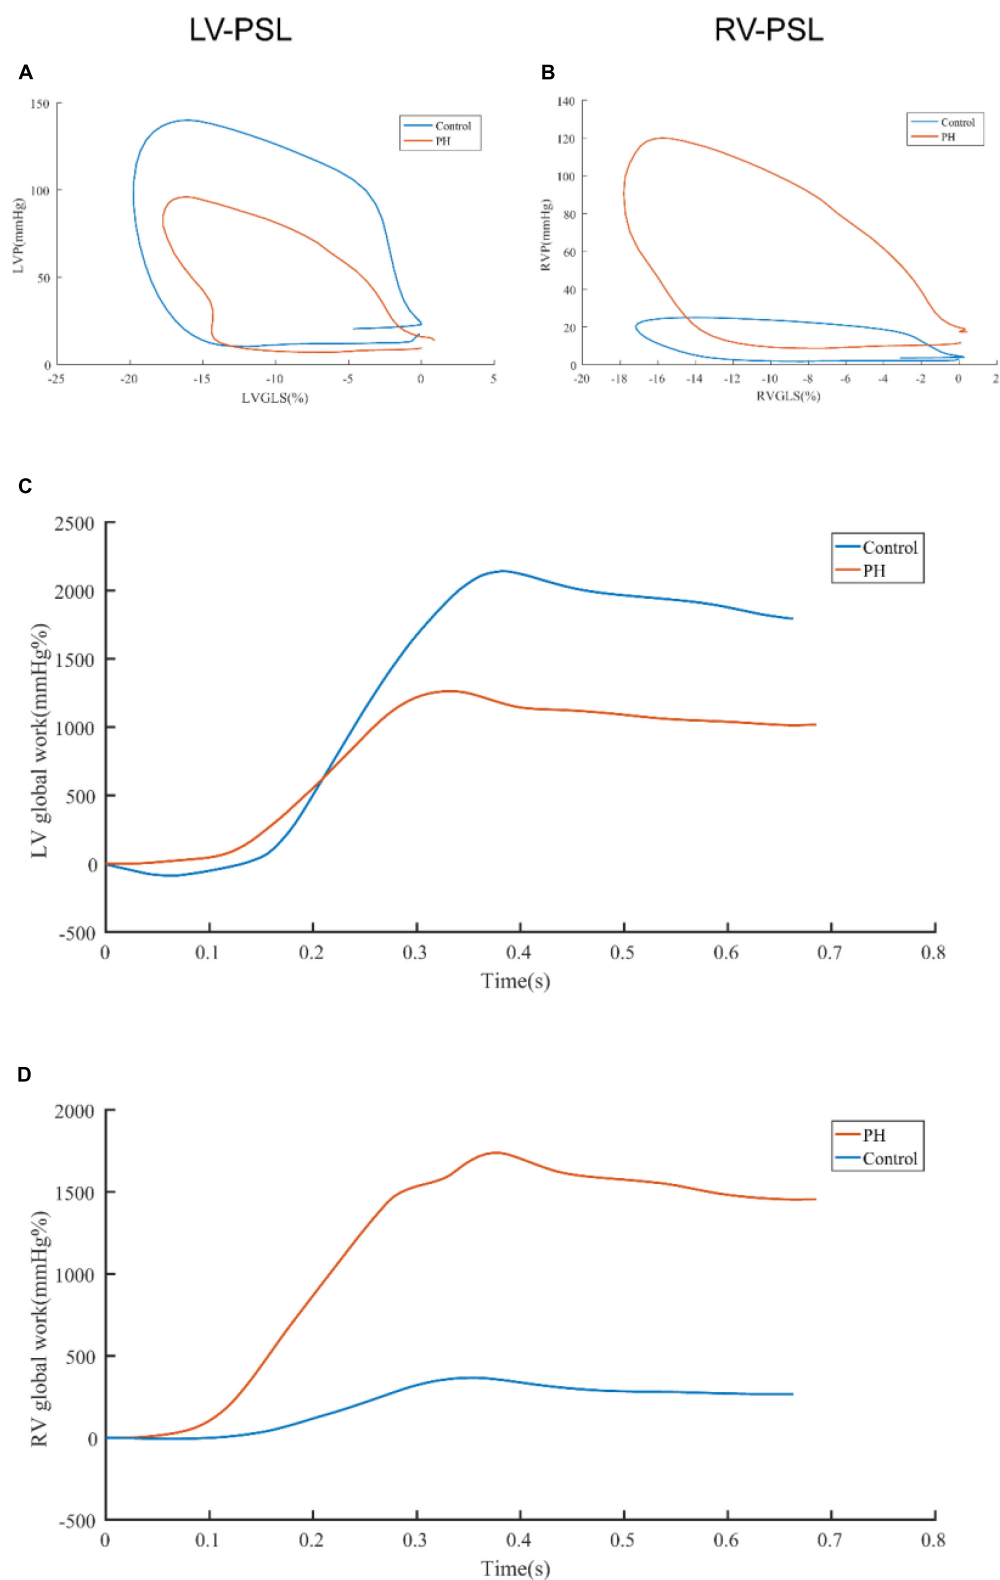 LV-PSL
RV-PSL
A
B
150
100
50
0
LVP(mmHg)
-25
-20
-15
-10
-5
0
5
LVGLS(%)
Control
PH
140
120
100
80
60
40
20
0
RVP(mmHg)
-20
-18
-16
-14
-12
-10
-8
-6
-4
-2
0
2
RVGLS(%)
Control
PH
C
2500
2000
1500
1000
500
0
-500
LV global work(mmHg%)
0
0.1
0.2
0.3
0.4
0.5
0.6
0.7
0.8
Time(s)
Control
PH
D
2000
1500
1000
500
0
-500
RV global work(mmHg%)
0
0.1
0.2
0.3
0.4
0.5
0.6
0.7
0.8
Time(s)
PH
Control